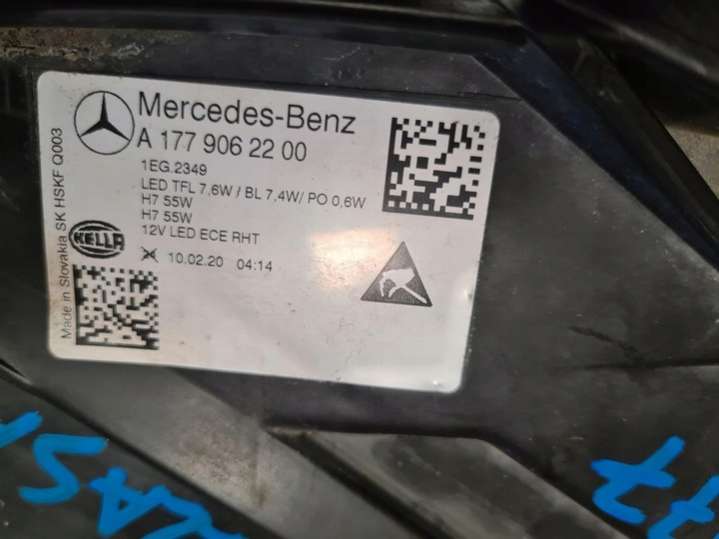 Mercedes-Benz
A 177 906 22 00
1EG.2349
LED TFL 7.6W / BL 7,4W/ PO 0,6W
H7 55W
H7 55W
12V LED ECE RHT
10.02.20 04:14
HELLA
Made in Slovakia SK HSKF Q003
77